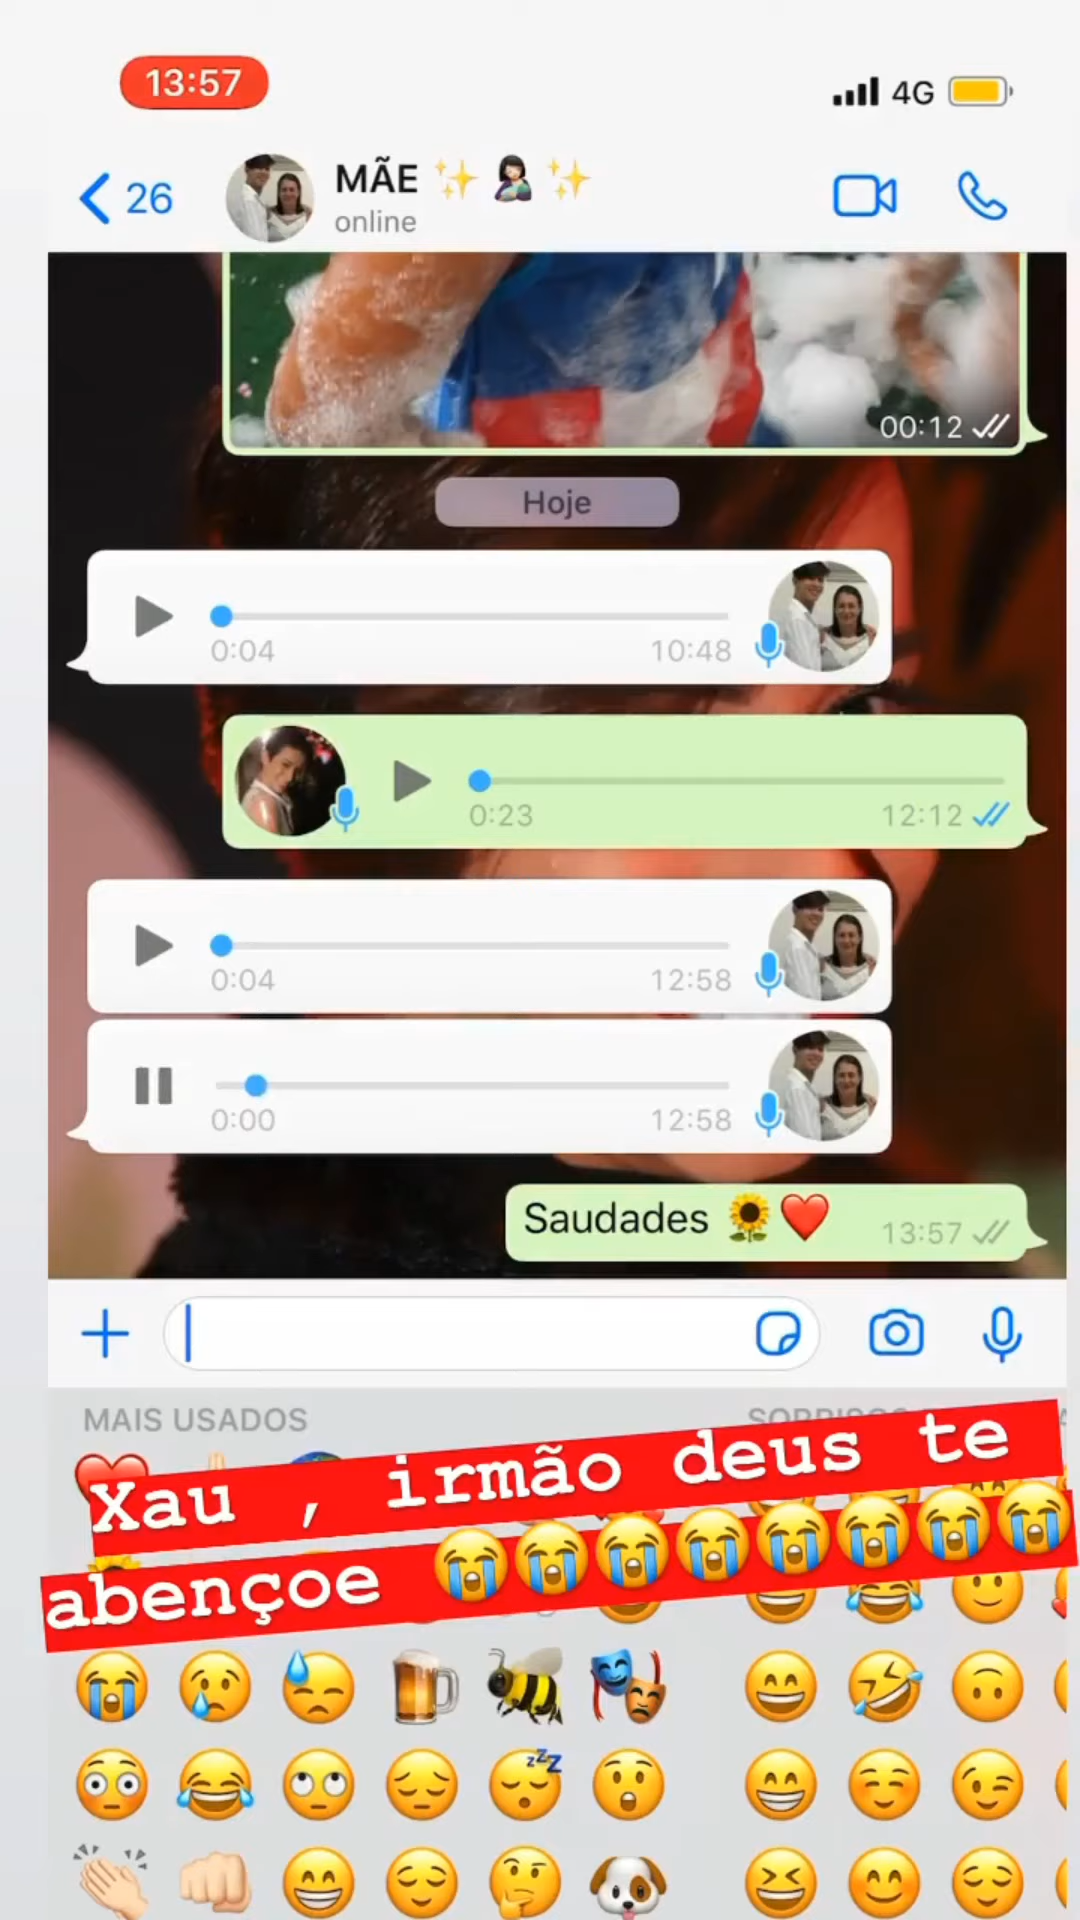 13:57
4G
26
MÃE ✨ 🤱🏻 ✨
online
00:12
Hoje
0:04 10:48
0:23 12:12
0:04 12:58
0:00 12:58
Saudades 🌻❤️ 13:57
MAIS USADOS
Xau , irmão deus te
abençoe 😭😭😭😭😭😭😭😭